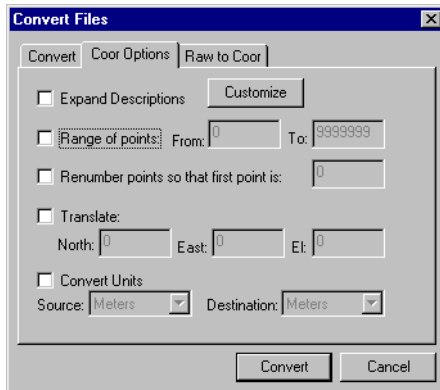 Convert Files
Convert Coor Options Raw to Coor
Expand Descriptions Customize
Range of points: From: 0 To: 9999999
Renumber points so that first point is: 0
Translate:
North: 0 East: 0 El: 0
Convert Units
Source: Meters Destination: Meters
Convert Cancel